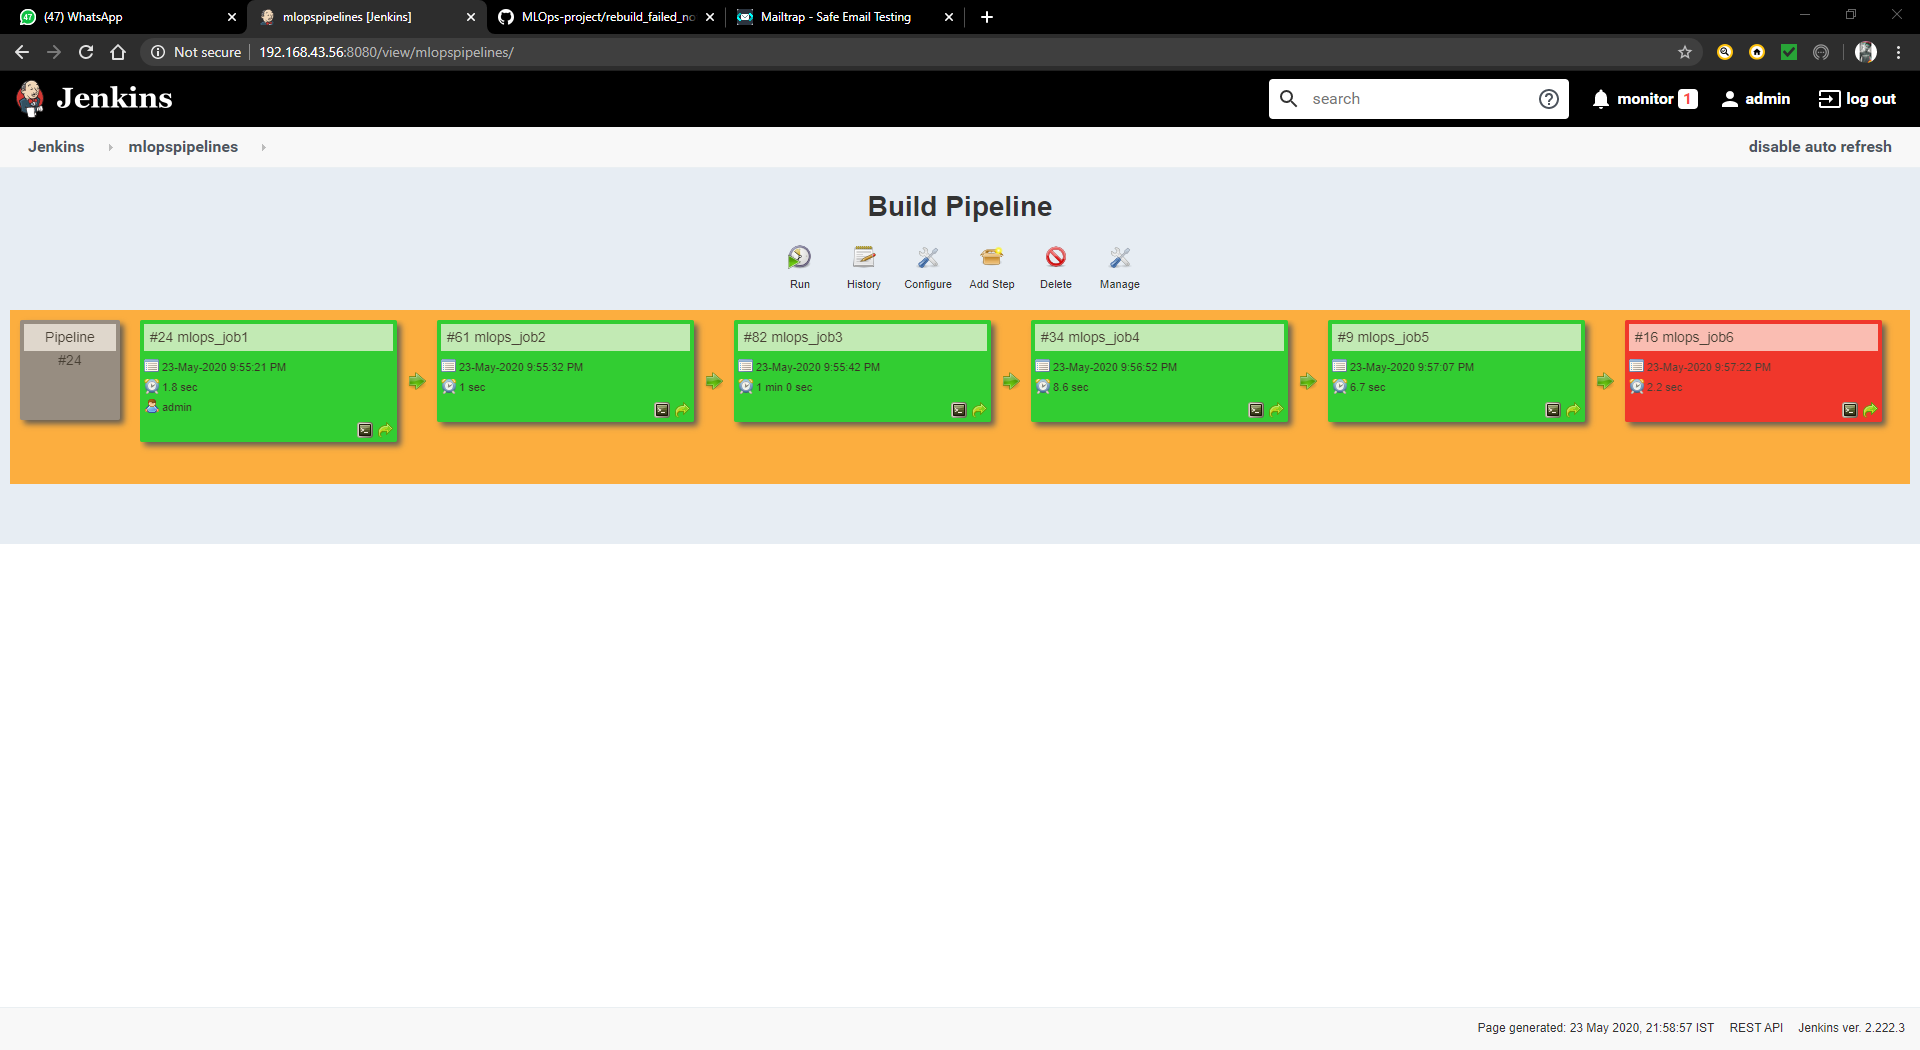 47 (47) WhatsApp
mlopspipelines [Jenkins]
MLOps-project/rebuild_failed_no
Mailtrap - Safe Email Testing
Not secure
192.168.43.56:8080/view/mlopspipelines/
Jenkins
search
monitor 1
admin
log out
Jenkins
mlopspipelines
disable auto refresh
Build Pipeline
Run
History
Configure
Add Step
Delete
Manage
Pipeline
#24
#24 mlops_job1
23-May-2020 9:55:21 PM
1.8 sec
admin
#61 mlops_job2
23-May-2020 9:55:32 PM
1 sec
#82 mlops_job3
23-May-2020 9:55:42 PM
1 min 0 sec
#34 mlops_job4
23-May-2020 9:56:52 PM
8.6 sec
#9 mlops_job5
23-May-2020 9:57:07 PM
6.7 sec
#16 mlops_job6
23-May-2020 9:57:22 PM
2.2 sec
Page generated: 23 May 2020, 21:58:57 IST
REST API
Jenkins ver. 2.222.3